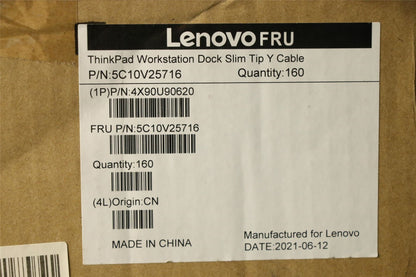 Lenovo FRU
ThinkPad Workstation Dock Slim Tip Y Cable
P/N:5C10V25716 Quantity:160
(1P)P/N:4X90U90620
FRU P/N:5C10V25716
Quantity:160
(4L)Origin:CN
MADE IN CHINA
Manufactured for Lenovo
DATE:2021-06-12